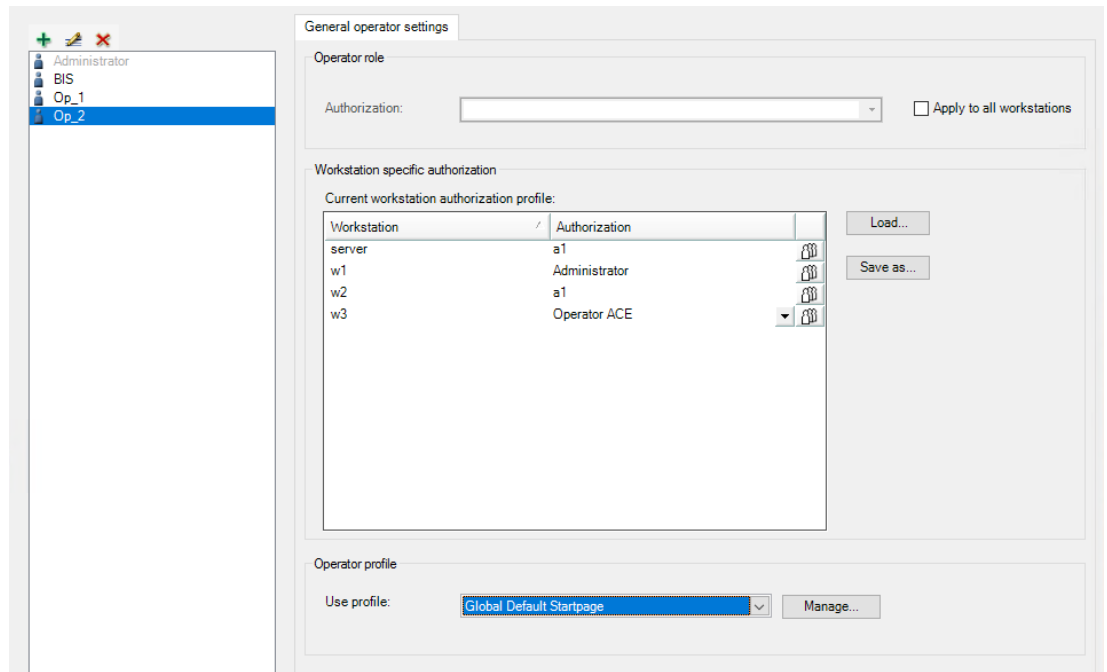 General operator settings
Administrator
BIS
Op_1
Op_2
Operator role
Authorization:
Apply to all workstations
Workstation specific authorization
Current workstation authorization profile:
Workstation Authorization
server a1
w1 Administrator
w2 a1
w3 Operator ACE
Load...
Save as...
Operator profile
Use profile: Global Default Startpage Manage...